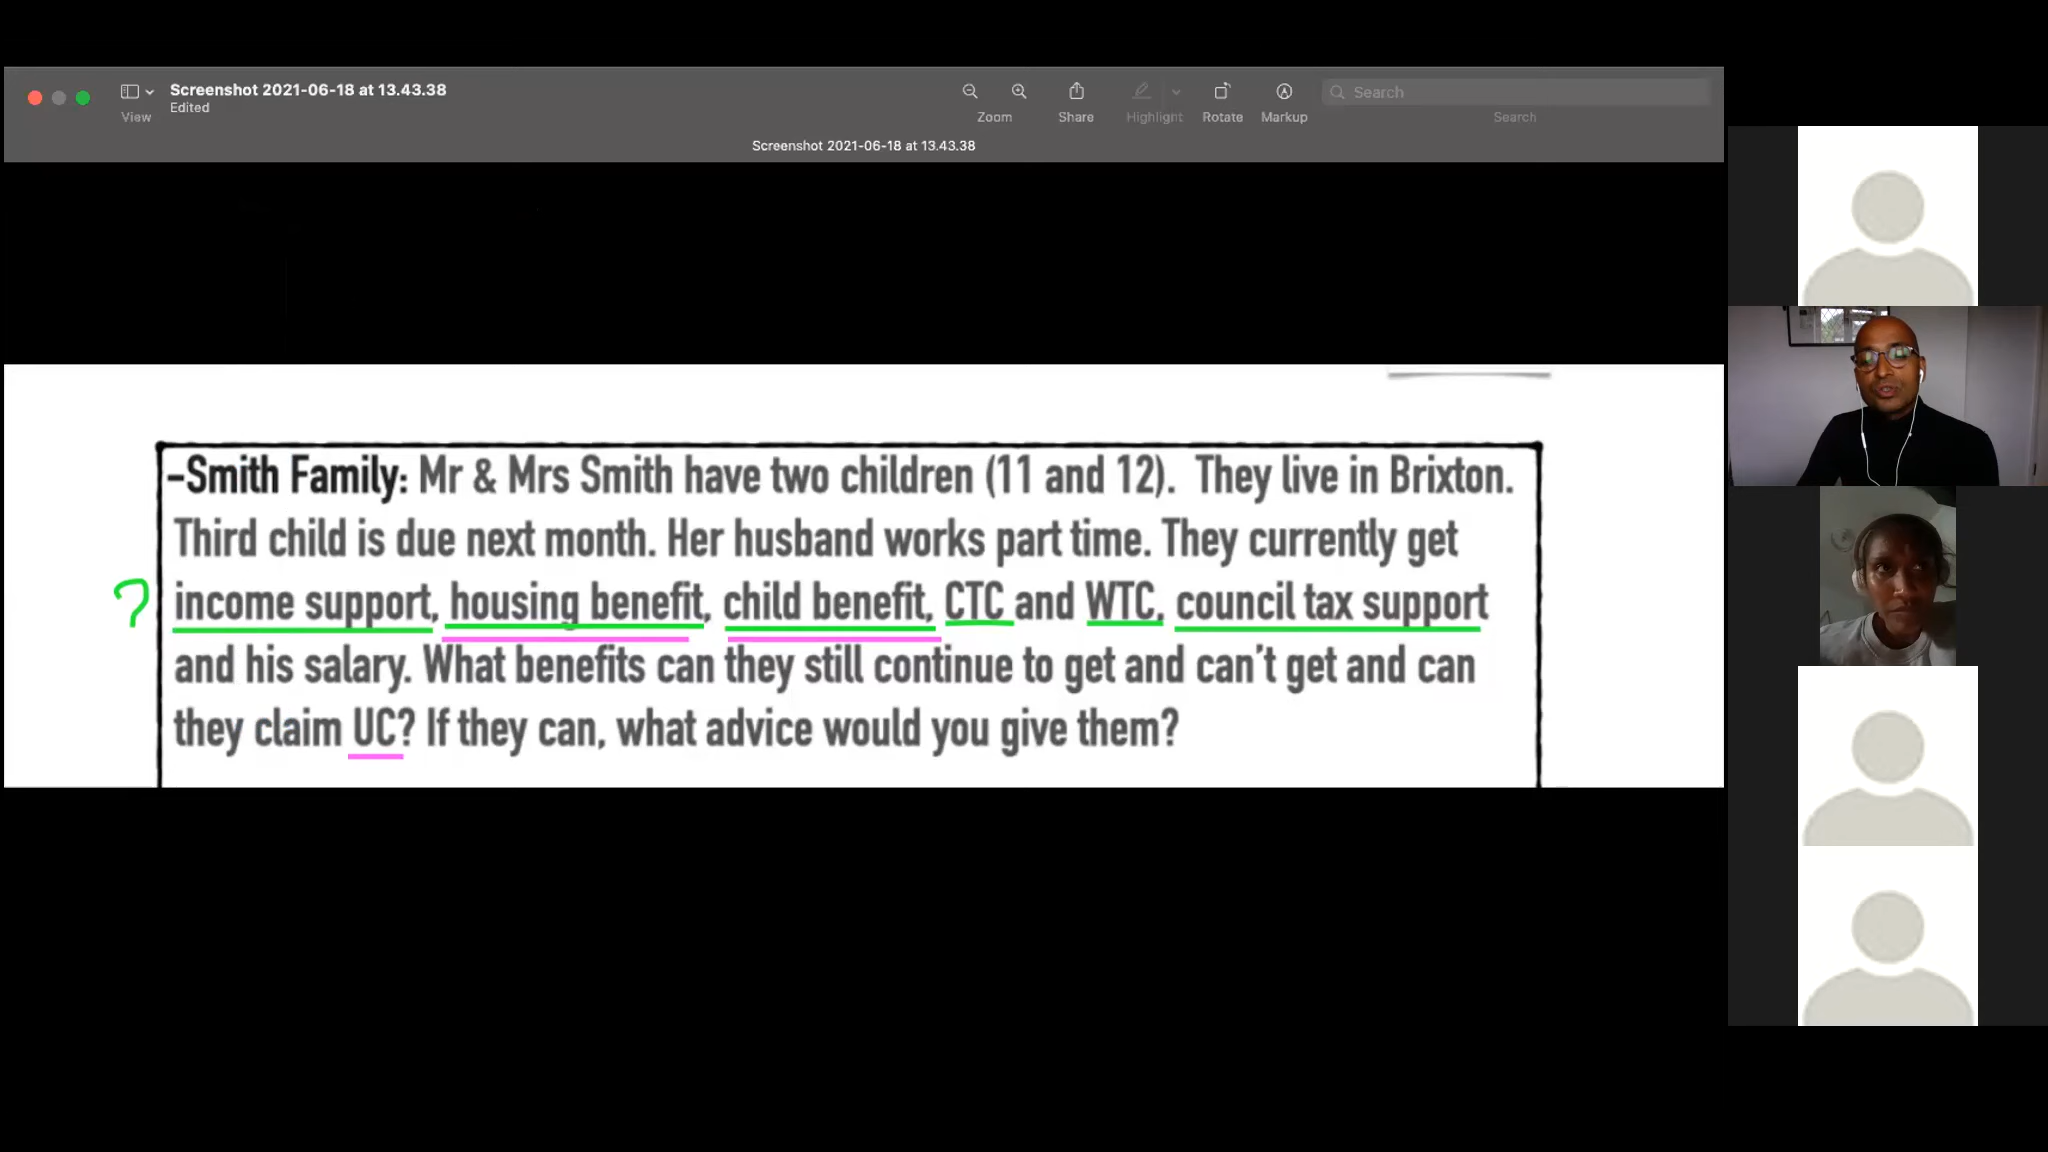 Screenshot 2021-06-18 at 13.43.38
Edited
View
Zoom
Share
Highlight
Rotate
Markup
Search
Search
Screenshot 2021-06-18 at 13.43.38
-Smith Family: Mr & Mrs Smith have two children (11 and 12). They live in Brixton.
Third child is due next month. Her husband works part time. They currently get
? income support, housing benefit, child benefit, CTC and WTC, council tax support
and his salary. What benefits can they still continue to get and can't get and can
they claim UC? If they can, what advice would you give them?